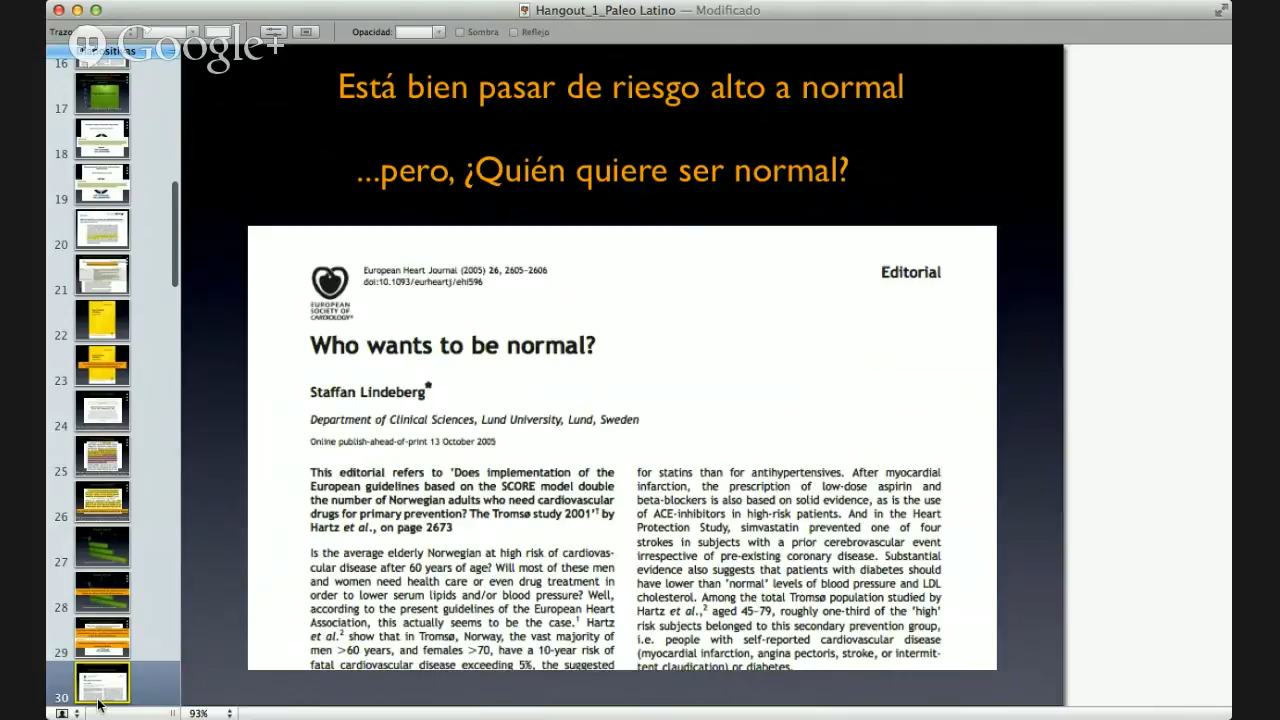 Hangout_1_Paleo Latino — Modificado
Opacidad:
Sombra
Reflejo
Google+
16
17
18
19
20
21
22
23
24
25
26
27
28
29
30
93%
Está bien pasar de riesgo alto a normal
...pero, ¿Quién quiere ser normal?
European Heart Journal (2005) 26, 2605-2606
doi:10.1093/eurheartj/ehi596
Editorial
EUROPEAN
SOCIETY OF
CARDIOLOGY®
Who wants to be normal?
Staffan Lindeberg*
Department of Clinical Sciences, Lund University, Lund, Sweden
Online publish-ahead-of-print 13 October 2005
This editorial refers to 'Does implementation of the
European guidelines based on the SCORE model double
the number of Norwegian adults who need cardiovascular
drugs for primary prevention? The Tromsø study 2001'¹ by
Hartz et al., on page 2673
Is the average elderly Norwegian at high risk of cardiovas-
cular disease after 60 years of age? Will most of these men
and women need health care or even drug treatment in
order to lower serum lipids and/or blood pressure? Well,
according to the present guidelines of the European Heart
Association, this actually seems to be the case.¹ Hartz
et al.² show that in Tromsø, Norway, the vast majority of
men >60 years, and females >70, have a 10-year risk of
fatal cardiovascular disease exceeding 5%, the suggested
for statins than for antihypertensives. After myocardial
infarction, the prescription of low-dose aspirin and
beta-blockers is also based on solid evidence, as is the use
of ACE-inhibitors in high-risk patients. And in the Heart
Protection Study, simvastatin prevented one of four
strokes in subjects with a prior cerebrovascular event
irrespective of pre-existing coronary disease. Substantial
evidence also suggests that patients with diabetes should
have lower than 'normal' levels of blood pressure and LDL
cholesterol. Among the total Tromsø population studied by
Hartz et al.,² aged 45–79, roughly one-third of the 'high'
risk subjects belonged to this secondary prevention group,
i.e. people with self-reported cardiovascular disease
(myocardial infarction, angina pectoris, stroke, or intermit-
tent claudication) or diabetes.